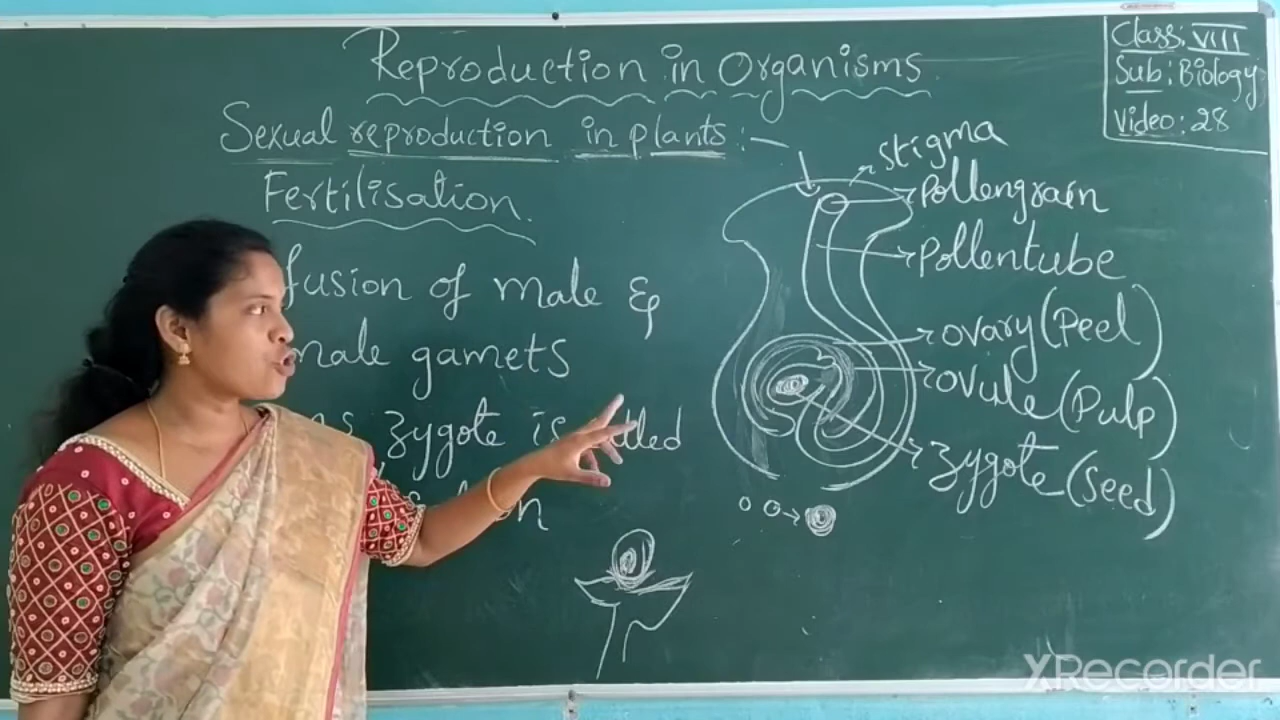 Reproduction in Organisms
Class: VIII
Sub: Biology
Video: 28
Sexual reproduction in plants:-
Fertilisation.
fusion of male &
male gamets
zygote is
Stigma
Pollengrain
Pollentube
Ovary (Peel)
Ovule (Pulp)
Zygote (Seed)
XRecorder